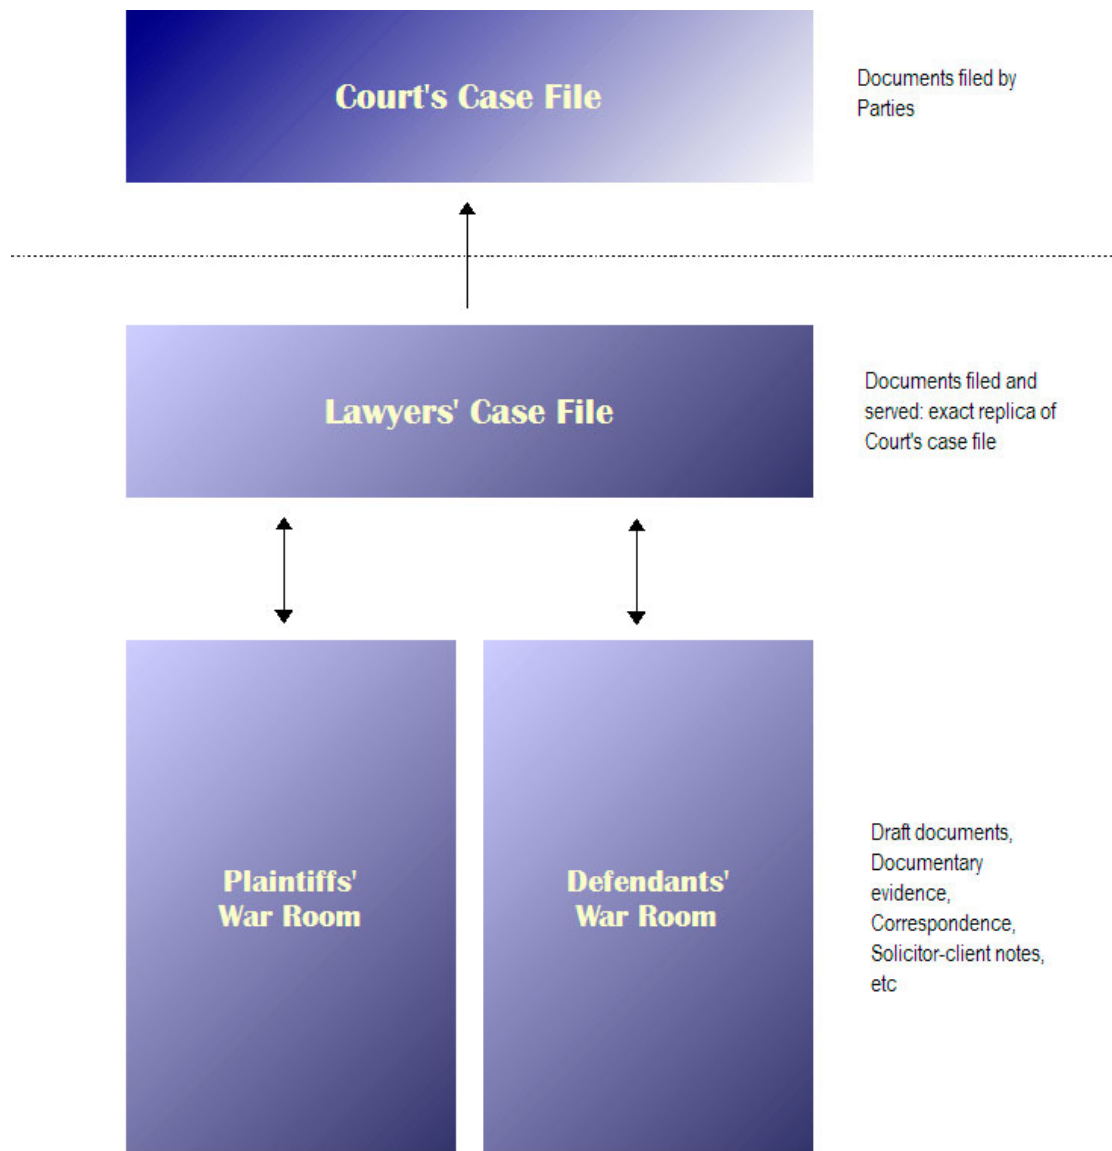 Court's Case File
Documents filed by
Parties
Lawyers' Case File
Documents filed and
served: exact replica of
Court's case file
Plaintiffs'
War Room
Defendants'
War Room
Draft documents,
Documentary
evidence,
Correspondence,
Solicitor-client notes,
etc